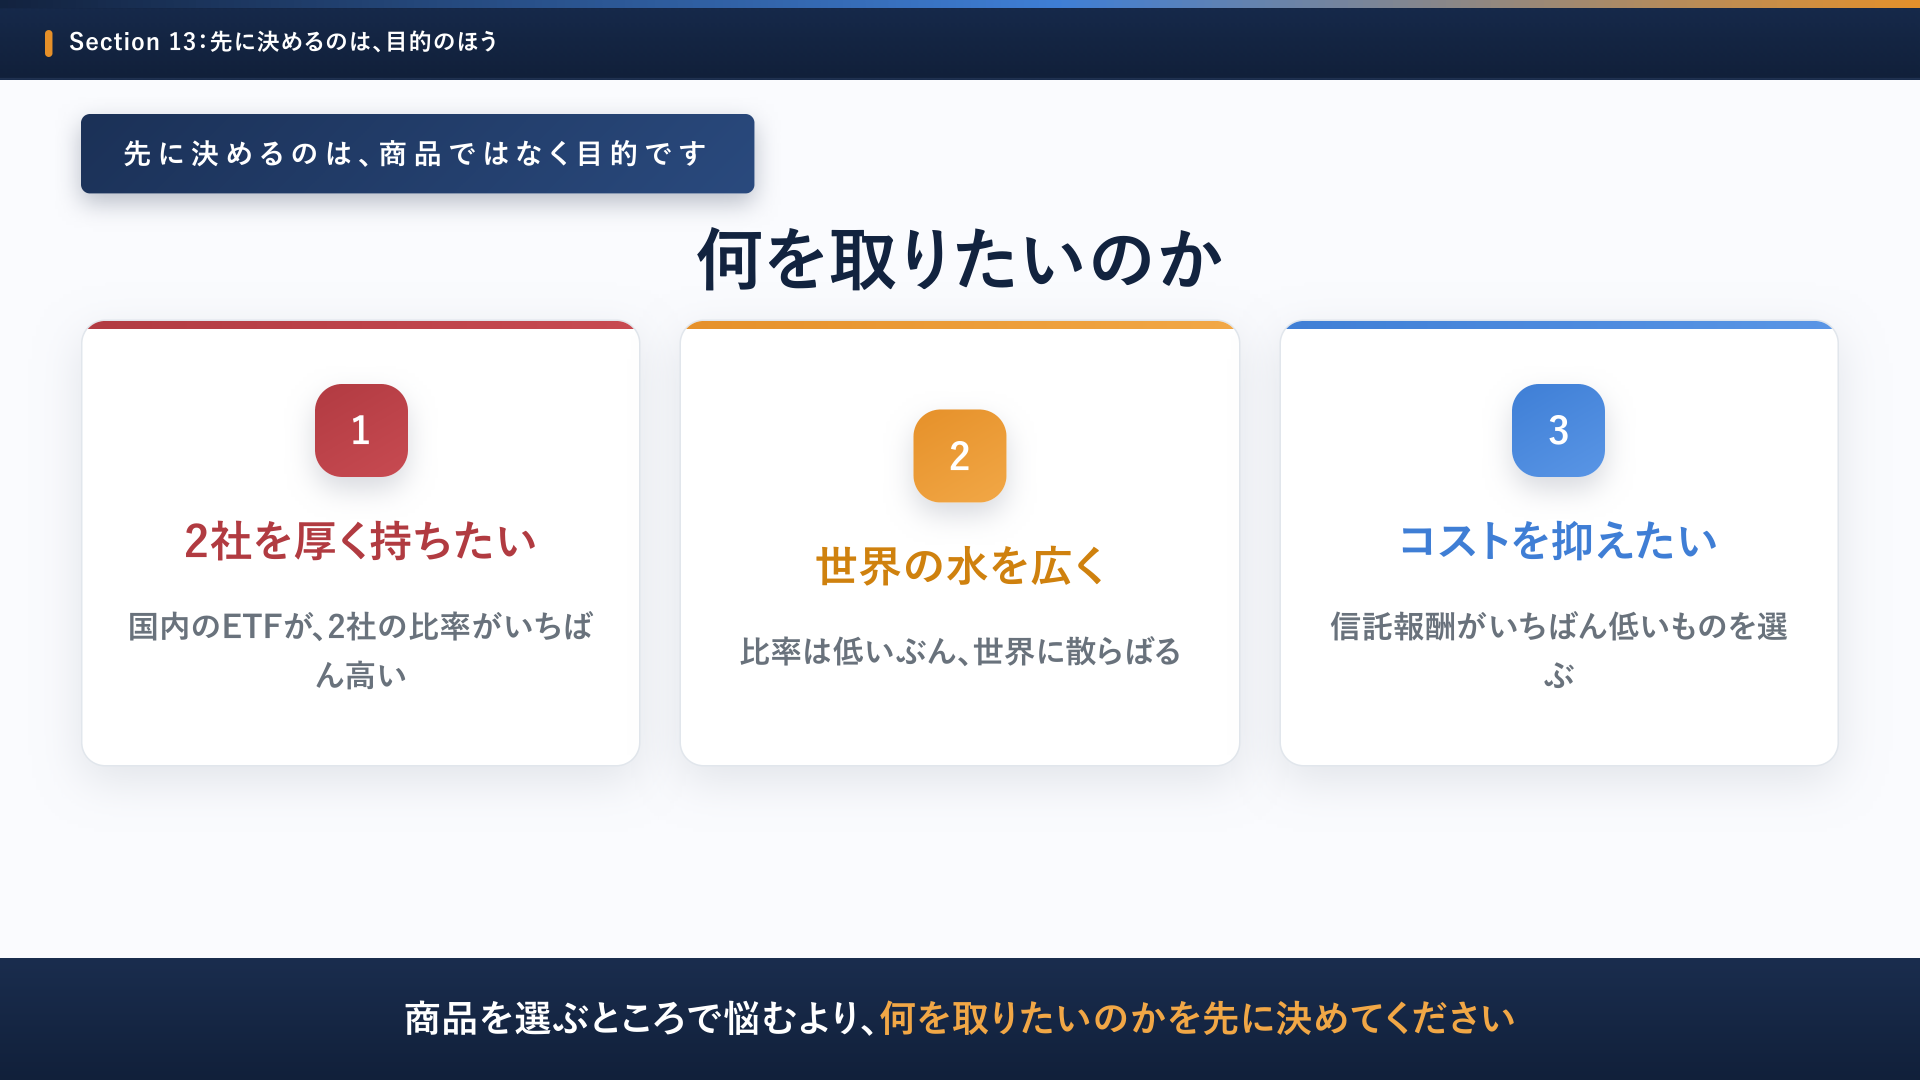 Section 13：先に決めるのは、目的のほう
先に決めるのは、商品ではなく目的です
何を取りたいのか
1
2社を厚く持ちたい
国内のETFが、2社の比率がいちば
ん高い
2
世界の水を広く
比率は低いぶん、世界に散らばる
3
コストを抑えたい
信託報酬がいちばん低いものを選
ぶ
商品を選ぶところで悩むより、何を取りたいのかを先に決めてください